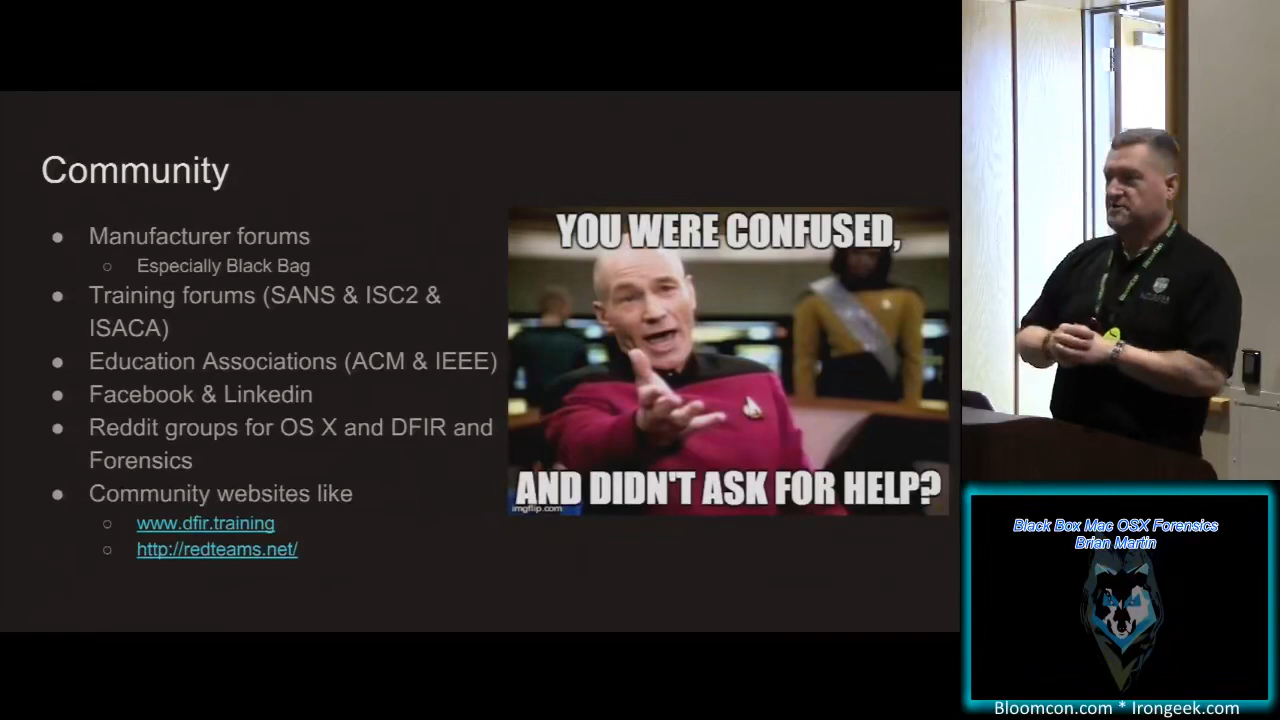 Community
● Manufacturer forums
○ Especially Black Bag
● Training forums (SANS & ISC2 &
ISACA)
● Education Associations (ACM & IEEE)
● Facebook & Linkedin
● Reddit groups for OS X and DFIR and
Forensics
● Community websites like
○ www.dfir.training
○ http://redteams.net/
YOU WERE CONFUSED,
AND DIDN'T ASK FOR HELP?
imgflip.com
Black Box Mac OSX Forensics
Brian Martin
Bloomcon.com * Irongeek.com